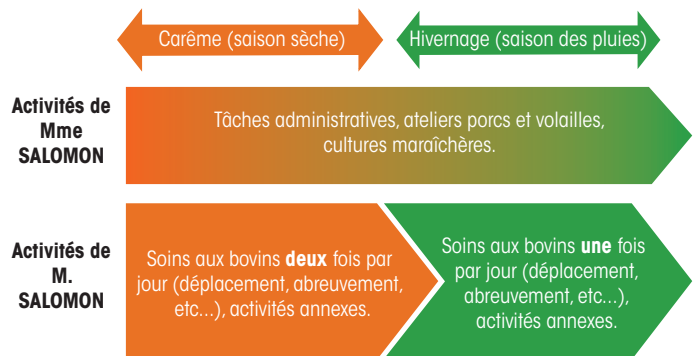 Carême (saison sèche)
Hivernage (saison des pluies)
Activités de
Mme
SALOMON
Tâches administratives, ateliers porcs et volailles,
cultures maraîchères.
Activités de
M.
SALOMON
Soins aux bovins deux fois par
jour (déplacement, abreuvement,
etc...), activités annexes.
Soins aux bovins une fois
par jour (déplacement,
abreuvement, etc...),
activités annexes.